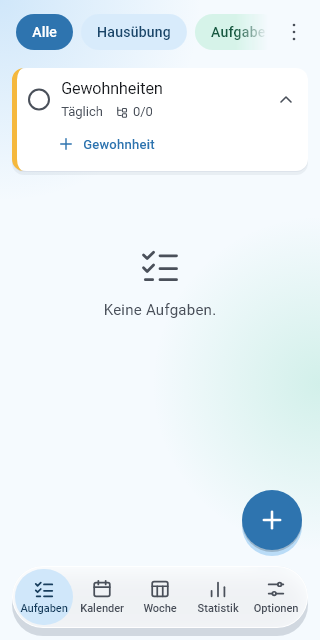 Alle Hausübung Aufgabe
Gewohnheiten
Täglich 0/0
Gewohnheit
Keine Aufgaben.
Aufgaben Kalender Woche Statistik Optionen